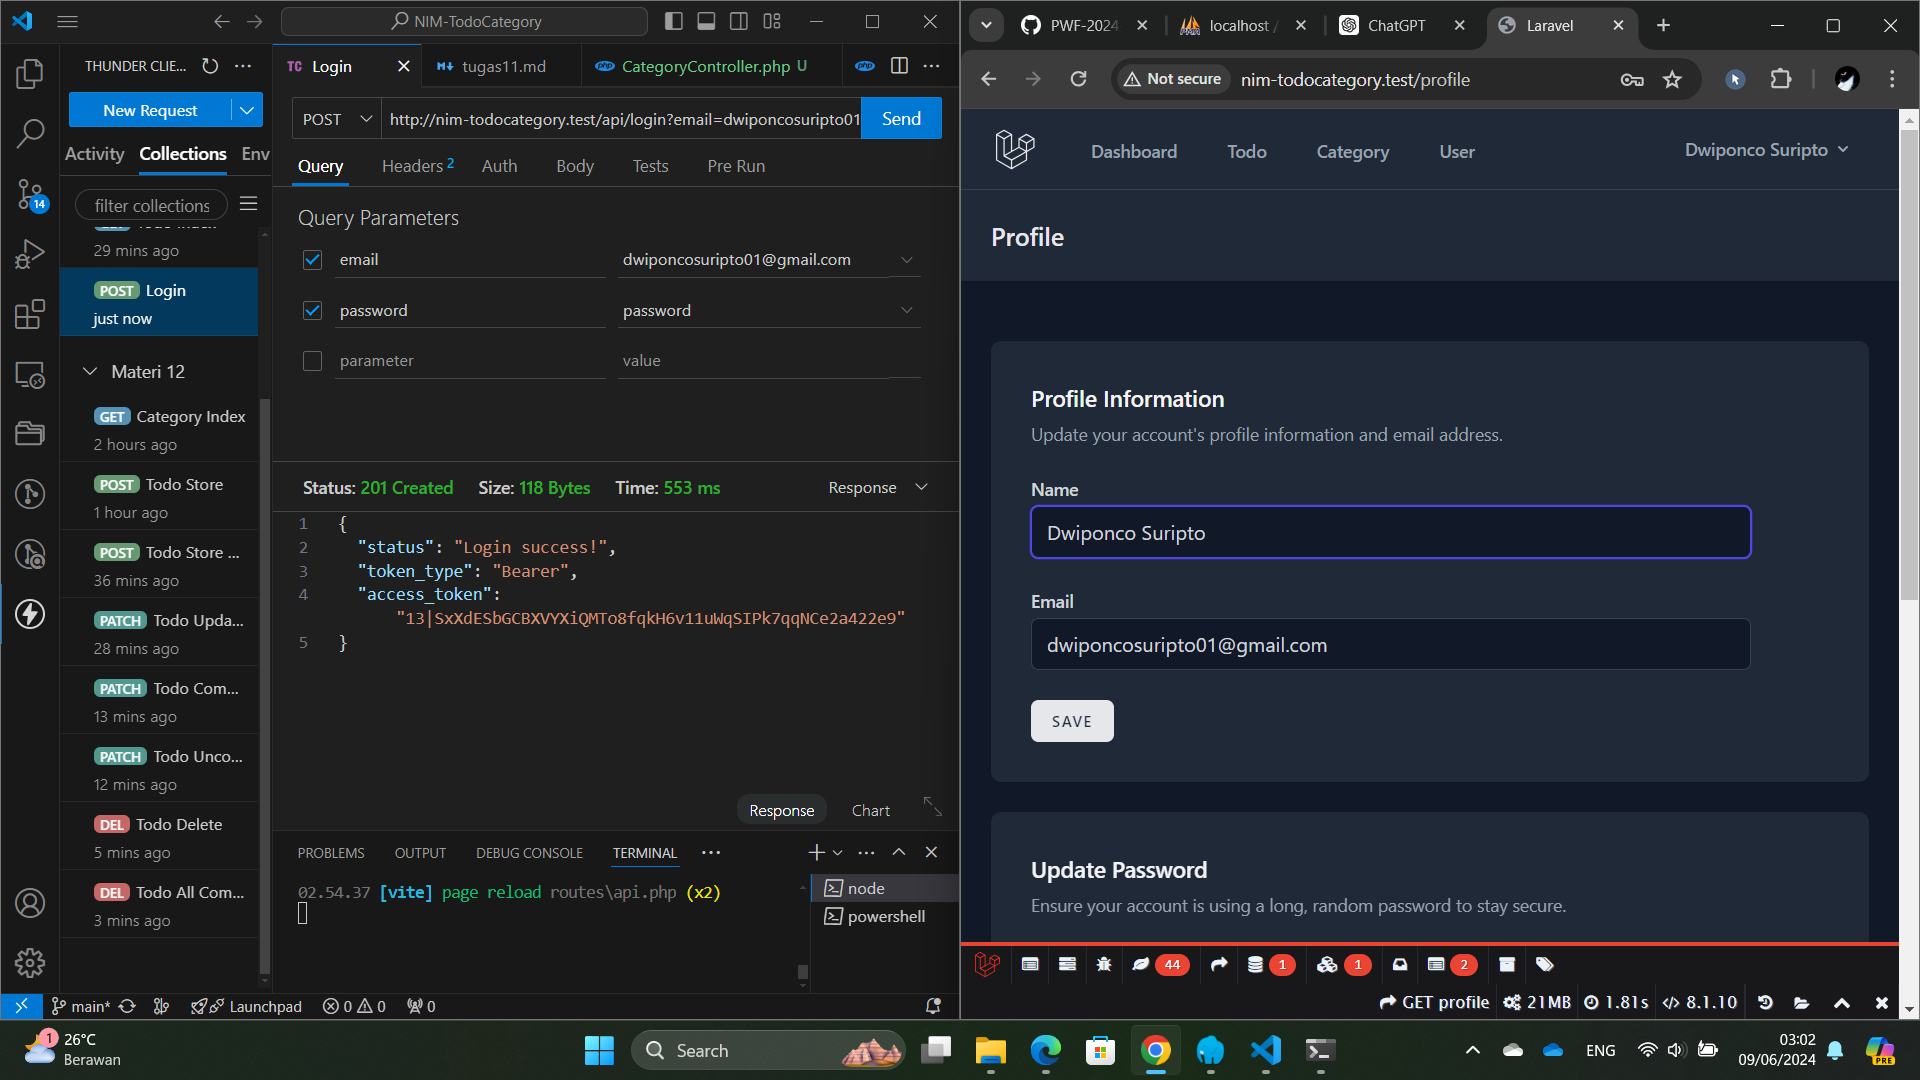 NIM-TodoCategory
THUNDER CLIE...
New Request
Activity
Collections
Env
filter collections
29 mins ago
POST Login
just now
Materi 12
GET Category Index
2 hours ago
POST Todo Store
1 hour ago
POST Todo Store ...
36 mins ago
PATCH Todo Upda...
28 mins ago
PATCH Todo Com...
13 mins ago
PATCH Todo Unco...
12 mins ago
DEL Todo Delete
5 mins ago
DEL Todo All Com...
3 mins ago
14
TC Login
tugas11.md
php CategoryController.php U
php
POST
http://nim-todocategory.test/api/login?email=dwiponcosuripto01
Send
Query
Headers 2
Auth
Body
Tests
Pre Run
Query Parameters
email
dwiponcosuripto01@gmail.com
password
password
parameter
value
Status: 201 Created
Size: 118 Bytes
Time: 553 ms
Response
1 {
2 "status": "Login success!",
3 "token_type": "Bearer",
4 "access_token":
"13|SxXdESbGCBXVYXiQMTo8fqkH6v11uWqSIPk7qqNCe2a422e9"
5 }
Response
Chart
PROBLEMS
OUTPUT
DEBUG CONSOLE
TERMINAL
02.54.37 [vite] page reload routes\api.php (x2)
node
powershell
main*
Launchpad
0
0
0
PWF-2024
localhost /
ChatGPT
Laravel
Not secure
nim-todocategory.test/profile
Dashboard
Todo
Category
User
Dwiponco Suripto
Profile
Profile Information
Update your account's profile information and email address.
Name
Dwiponco Suripto
Email
dwiponcosuripto01@gmail.com
SAVE
Update Password
Ensure your account is using a long, random password to stay secure.
44
1
1
2
GET profile
21MB
1.81s
8.1.10
1
26°C
Berawan
Search
ENG
03:02
09/06/2024
PRE